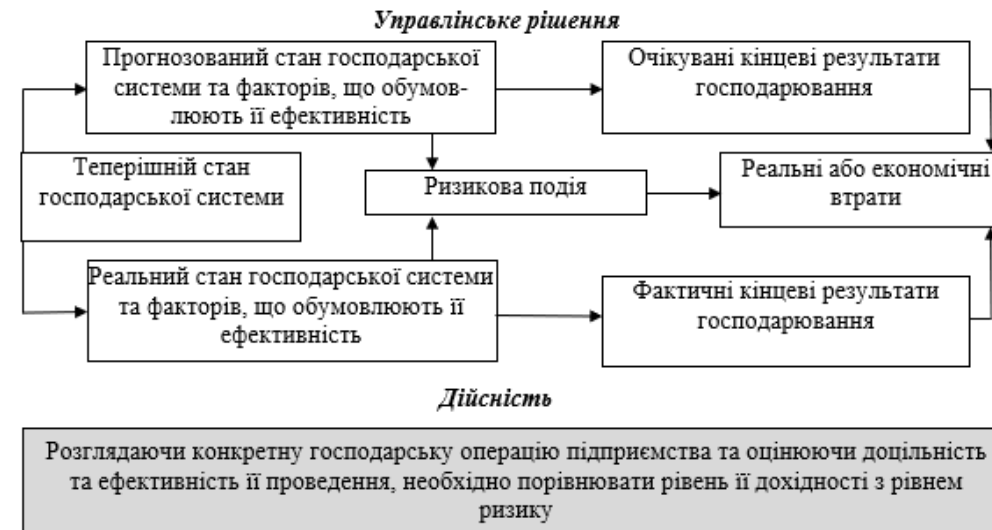 Управлінське рішення
Прогнозований стан господарської
системи та факторів, що обумов-
люють її ефективність
Очікувані кінцеві результати
господарювання
Теперішній стан
господарської системи
Ризикова подія
Реальні або економічні
втрати
Реальний стан господарської системи
та факторів, що обумовлюють її
ефективність
Фактичні кінцеві результати
господарювання
Дійсність
Розглядаючи конкретну господарську операцію підприємства та оцінюючи доцільність
та ефективність її проведення, необхідно порівнювати рівень її дохідності з рівнем
ризику